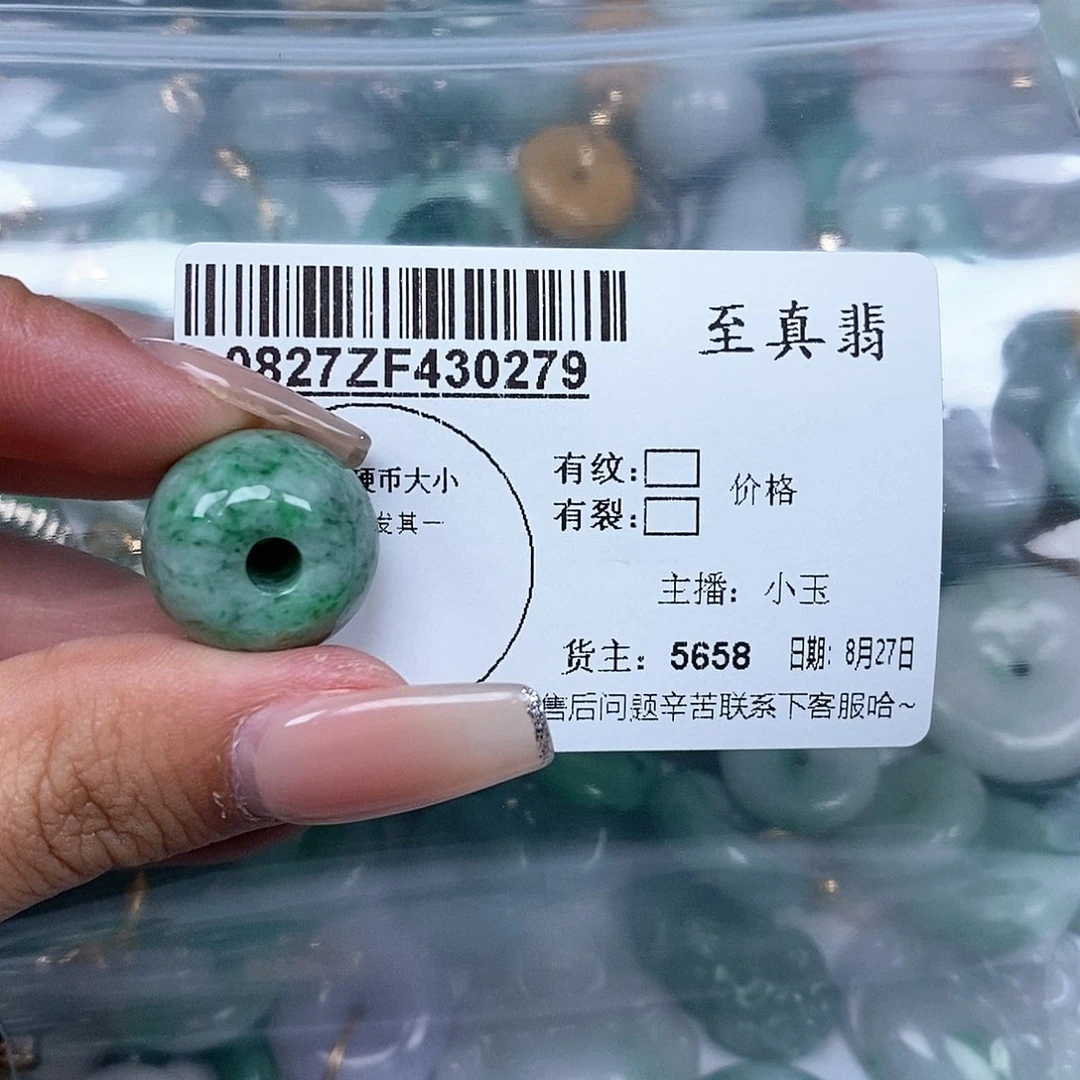 至真翡
0827ZF430279
硬币大小
发其一
有纹:
有裂:
价格
主播: 小玉
货主: 5658 日期: 8月27日
售后问题辛苦联系下客服哈~